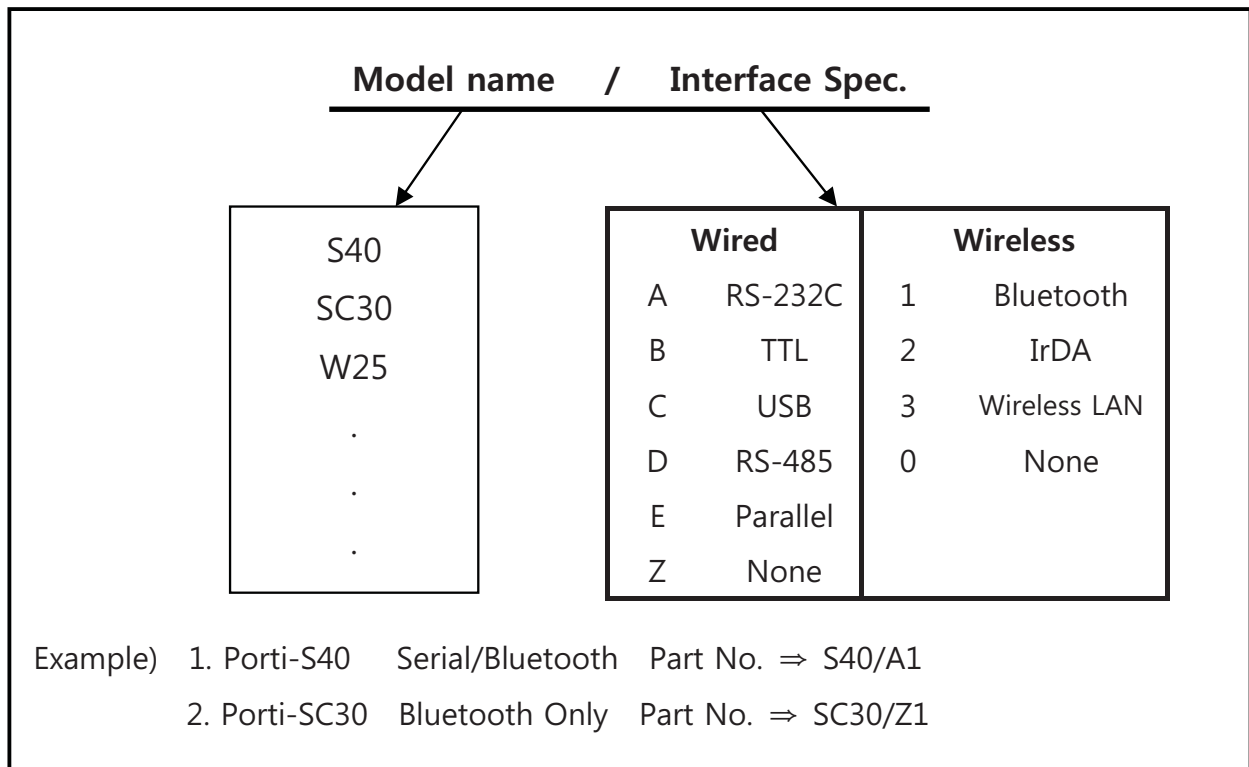 Model name / Interface Spec.
S40
SC30
W25
.
.
.
Wired Wireless
A RS-232C 1 Bluetooth
B TTL 2 IrDA
C USB 3 Wireless LAN
D RS-485 0 None
E Parallel
Z None
Example) 1. Porti-S40 Serial/Bluetooth Part No. ⇒ S40/A1
2. Porti-SC30 Bluetooth Only Part No. ⇒ SC30/Z1